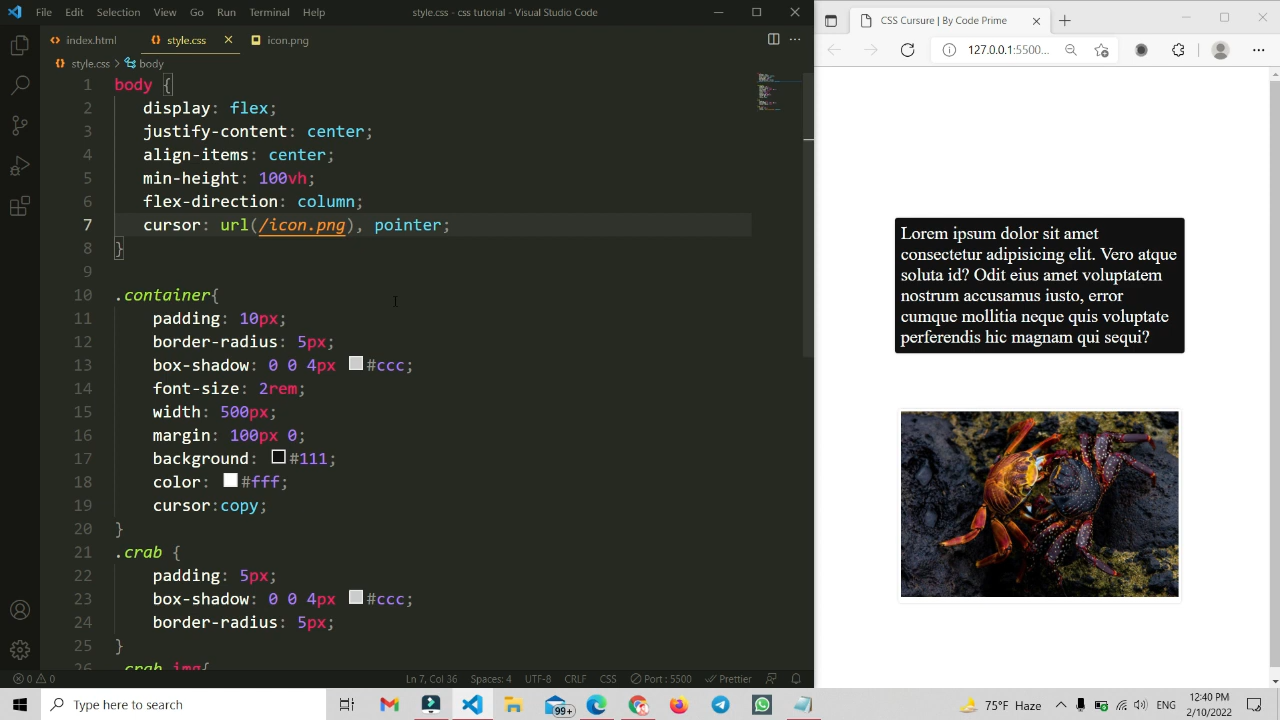 File Edit Selection View Go Run Terminal Help style.css - css tutorial - Visual Studio Code
index.html style.css icon.png
style.css > body
1 body {
2 display: flex;
3 justify-content: center;
4 align-items: center;
5 min-height: 100vh;
6 flex-direction: column;
7 cursor: url(/icon.png), pointer;
8 }
9
10 .container{
11 padding: 10px;
12 border-radius: 5px;
13 box-shadow: 0 0 4px #ccc;
14 font-size: 2rem;
15 width: 500px;
16 margin: 100px 0;
17 background: #111;
18 color: #fff;
19 cursor:copy;
20 }
21 .crab {
22 padding: 5px;
23 box-shadow: 0 0 4px #ccc;
24 border-radius: 5px;
25 }
26 .crab img{
0 0 Ln 7, Col 36 Spaces: 4 UTF-8 CRLF CSS Port : 5500 Prettier
CSS Cursure | By Code Prime
127.0.0.1:5500...
Lorem ipsum dolor sit amet
consectetur adipisicing elit. Vero atque
soluta id? Odit eius amet voluptatem
nostrum accusamus iusto, error
cumque mollitia neque quis voluptate
perferendis hic magnam qui sequi?
Type here to search
99+
75°F Haze
12:40 PM
2/10/2022